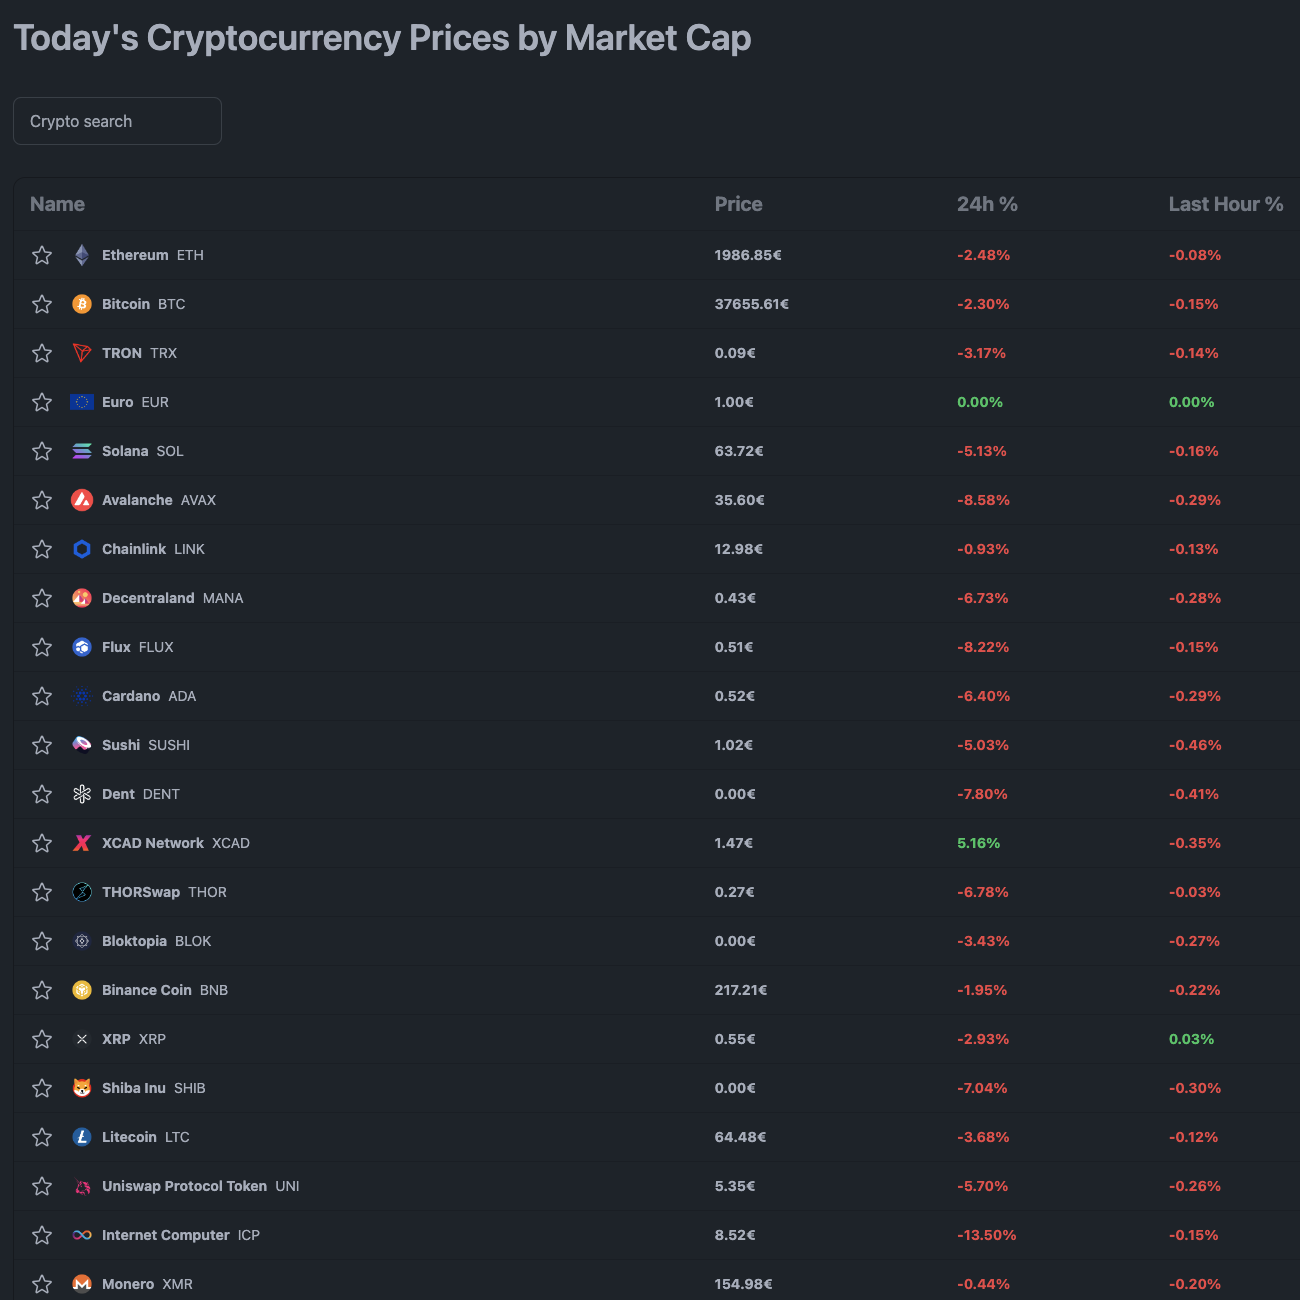 Today's Cryptocurrency Prices by Market Cap
Crypto search
Name Price 24h % Last Hour %
Ethereum ETH 1986.85€ -2.48% -0.08%
Bitcoin BTC 37655.61€ -2.30% -0.15%
TRON TRX 0.09€ -3.17% -0.14%
Euro EUR 1.00€ 0.00% 0.00%
Solana SOL 63.72€ -5.13% -0.16%
Avalanche AVAX 35.60€ -8.58% -0.29%
Chainlink LINK 12.98€ -0.93% -0.13%
Decentraland MANA 0.43€ -6.73% -0.28%
Flux FLUX 0.51€ -8.22% -0.15%
Cardano ADA 0.52€ -6.40% -0.29%
Sushi SUSHI 1.02€ -5.03% -0.46%
Dent DENT 0.00€ -7.80% -0.41%
XCAD Network XCAD 1.47€ 5.16% -0.35%
THORSwap THOR 0.27€ -6.78% -0.03%
Bloktopia BLOK 0.00€ -3.43% -0.27%
Binance Coin BNB 217.21€ -1.95% -0.22%
XRP XRP 0.55€ -2.93% 0.03%
Shiba Inu SHIB 0.00€ -7.04% -0.30%
Litecoin LTC 64.48€ -3.68% -0.12%
Uniswap Protocol Token UNI 5.35€ -5.70% -0.26%
Internet Computer ICP 8.52€ -13.50% -0.15%
Monero XMR 154.98€ -0.44% -0.20%